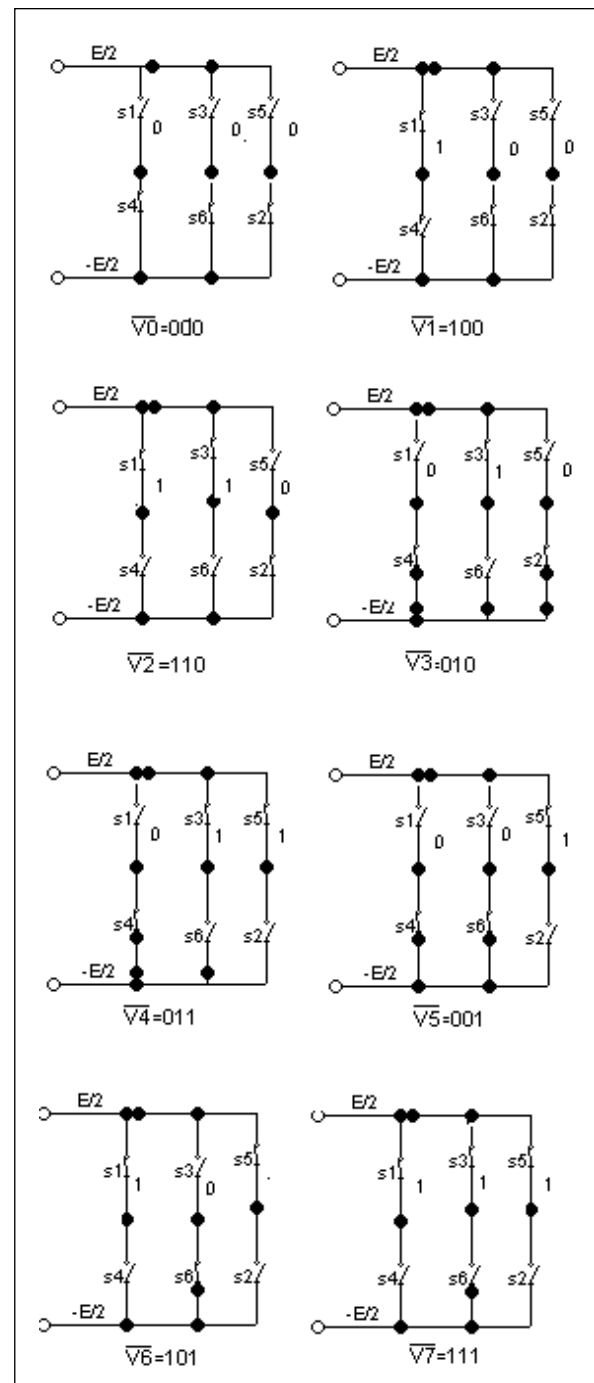 E/2 E/2
s1 0 s3 0 s5 0 s1 1 s3 0 s5 0
s4 s6 s2 s4 s6 s2
-E/2 -E/2
V0=000 V1=100
E/2 E/2
s1 1 s3 1 s5 0 s1 0 s3 1 s5 0
s4 s6 s2 s4 s6 s2
-E/2 -E/2
V2=110 V3=010
E/2 E/2
s1 0 s3 1 s5 1 s1 0 s3 0 s5 1
s4 s6 s2 s4 s6 s2
-E/2 -E/2
V4=011 V5=001
E/2 E/2
s1 1 s3 0 s5 s1 1 s3 1 s5 1
s4 s6 s2 s4 s6 s2
-E/2 -E/2
V6=101 V7=111